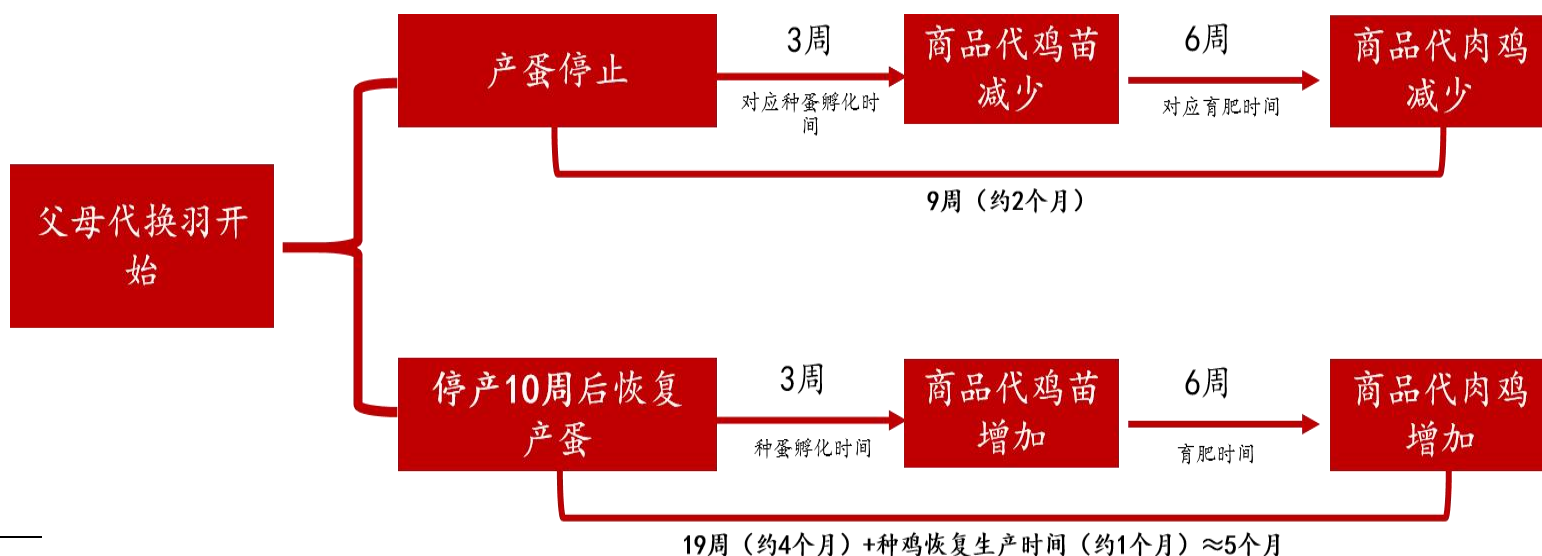 父母代换羽开
始
产蛋停止
3周
对应种蛋孵化时
间
商品代鸡苗
减少
6周
对应育肥时间
商品代肉鸡
减少
9周（约2个月）
停产10周后恢复
产蛋
3周
种蛋孵化时间
商品代鸡苗
增加
6周
育肥时间
商品代肉鸡
增加
19周（约4个月）+种鸡恢复生产时间（约1个月）≈5个月